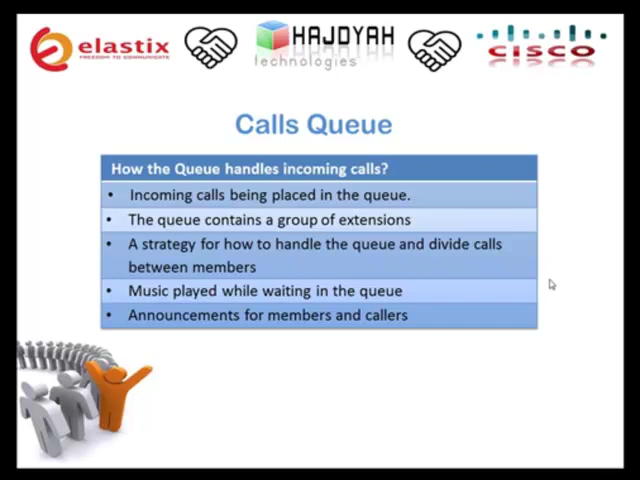 elastix
FREEDOM TO COMMUNICATE
HAJDYAH
technologies
CISCO
Calls Queue
How the Queue handles incoming calls?
• Incoming calls being placed in the queue.
• The queue contains a group of extensions
• A strategy for how to handle the queue and divide calls
between members
• Music played while waiting in the queue
• Announcements for members and callers